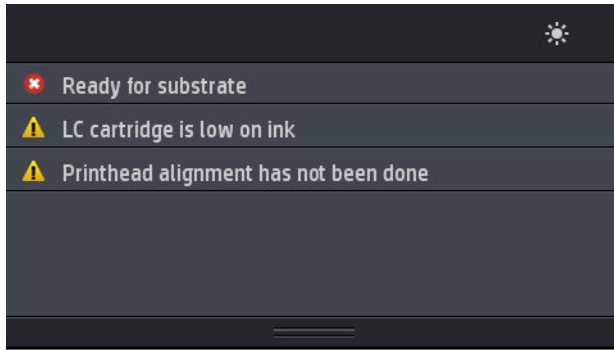 Ready for substrate
LC cartridge is low on ink
Printhead alignment has not been done